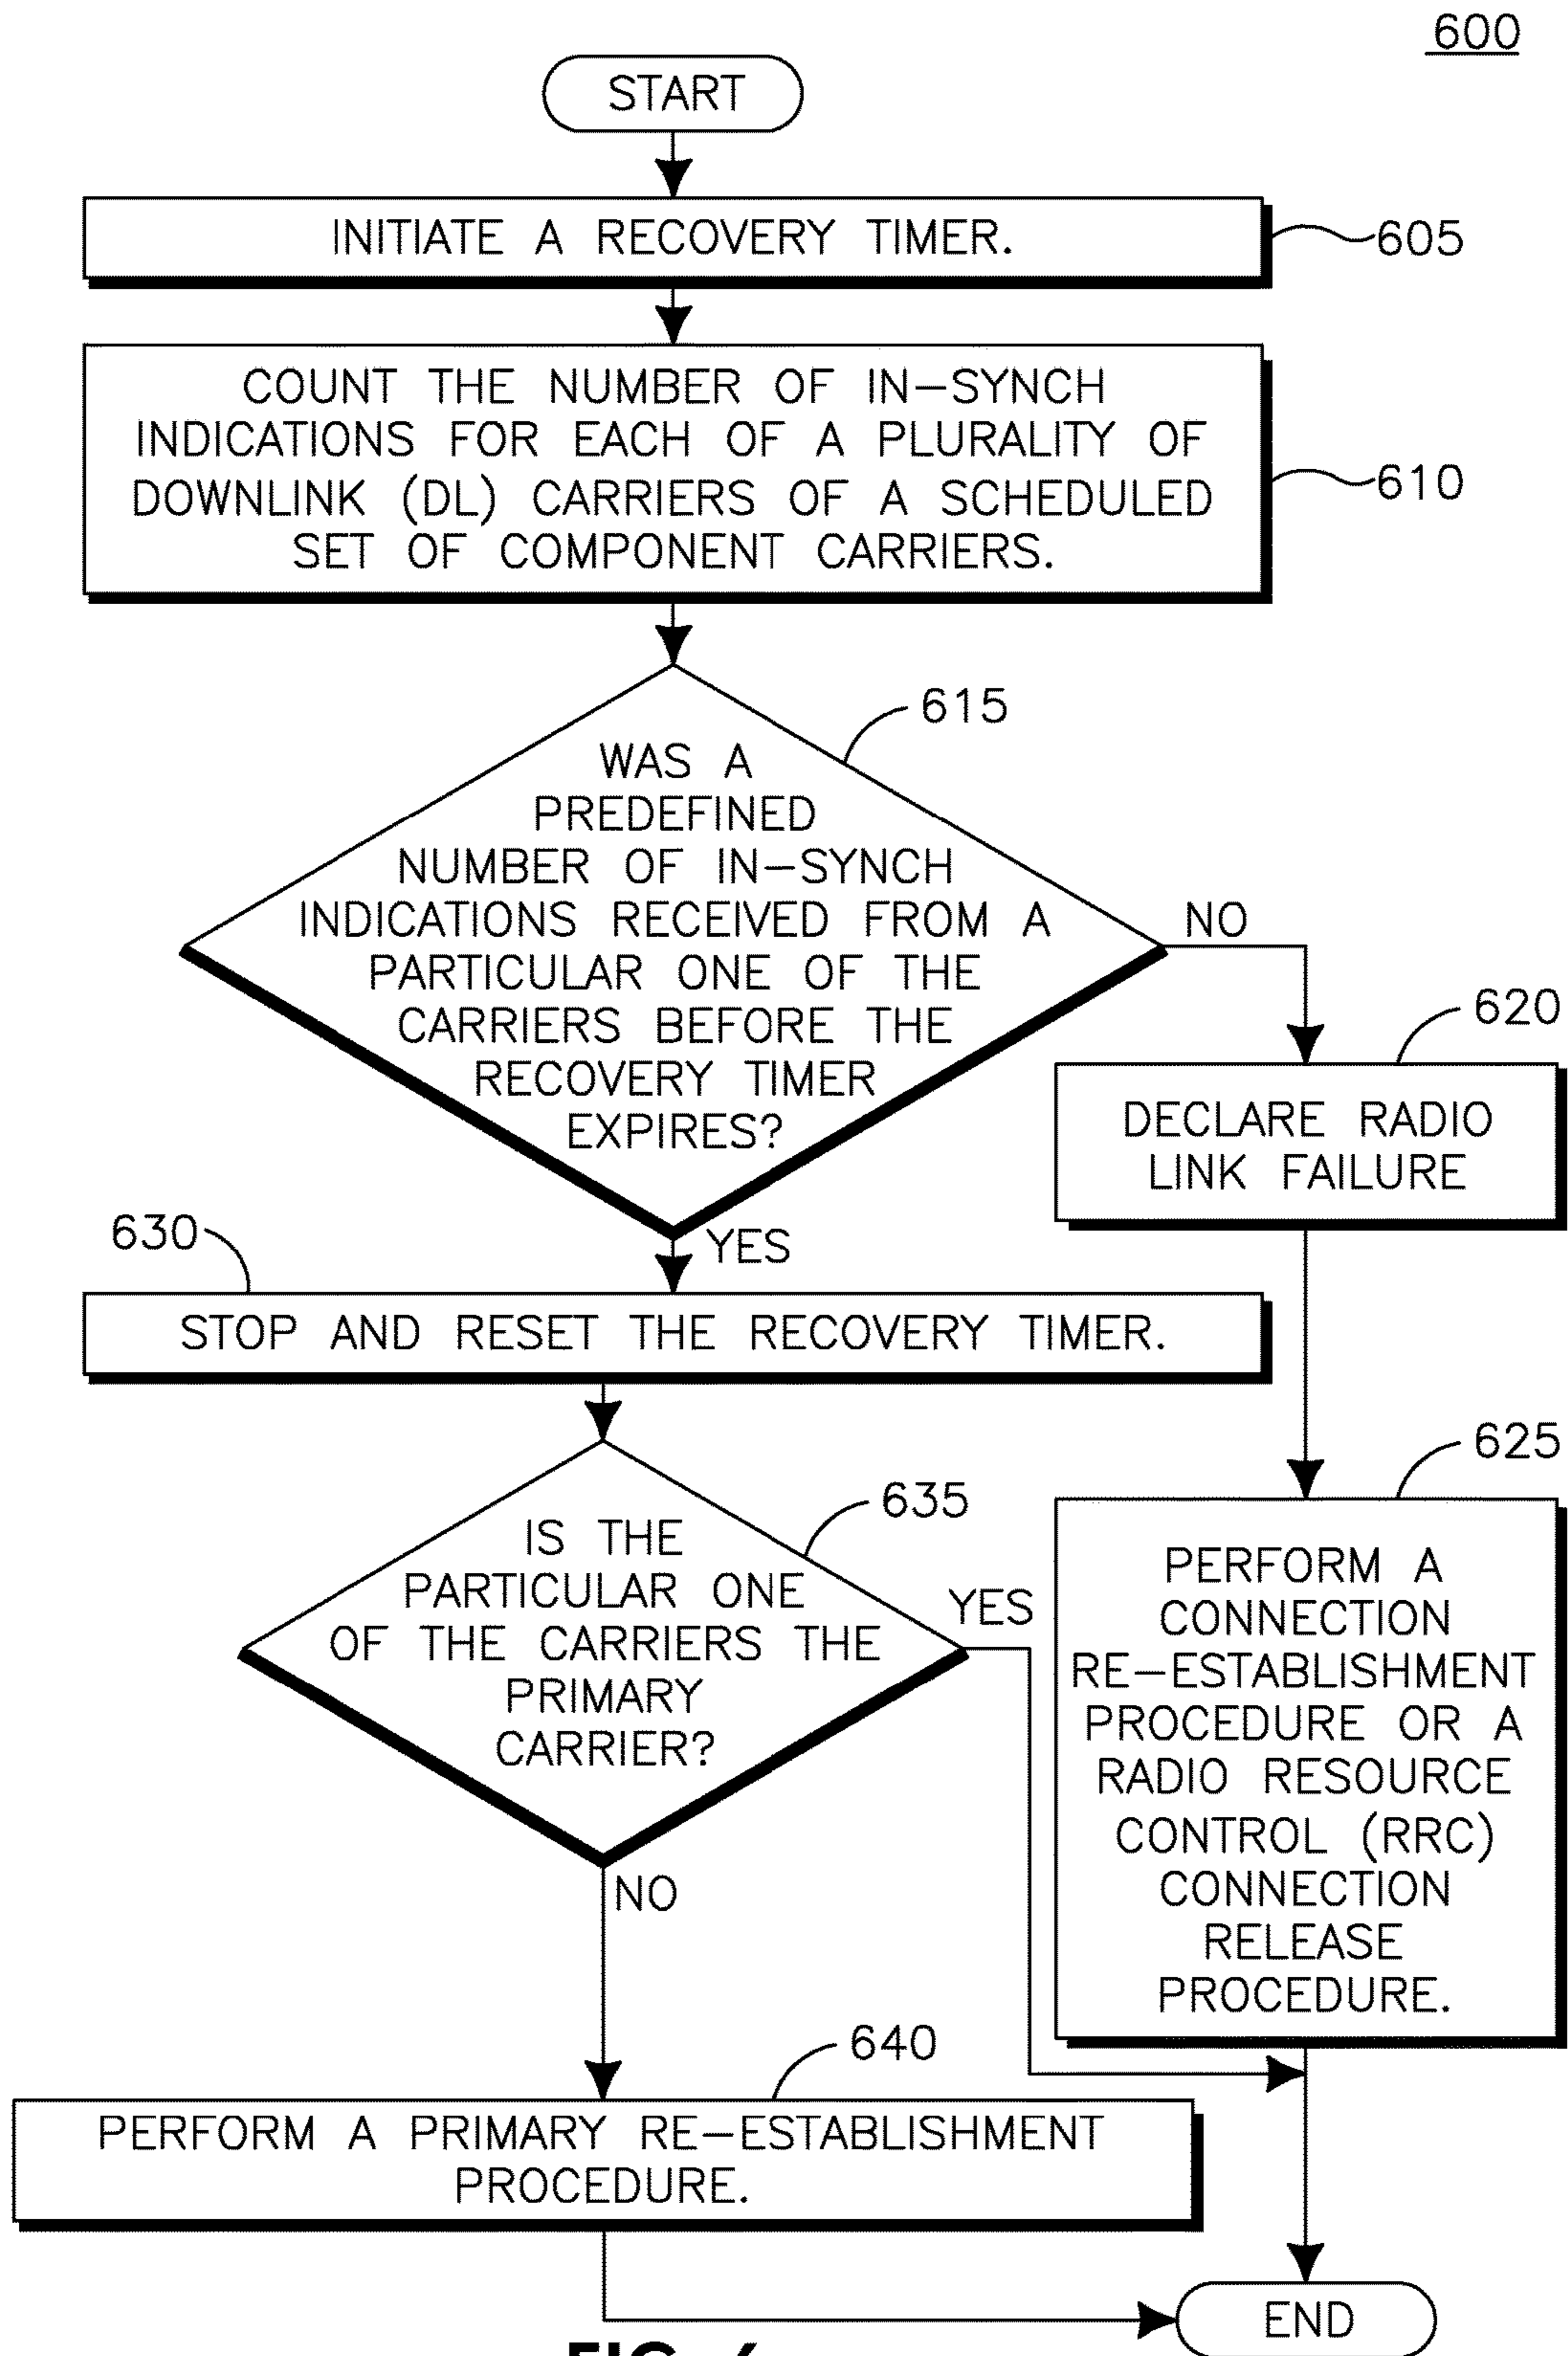 600
START
INITIATE A RECOVERY TIMER.
605
COUNT THE NUMBER OF IN-SYNCH
INDICATIONS FOR EACH OF A PLURALITY OF
DOWNLINK (DL) CARRIERS OF A SCHEDULED
SET OF COMPONENT CARRIERS.
610
615
WAS A
PREDEFINED
NUMBER OF IN-SYNCH
INDICATIONS RECEIVED FROM A
PARTICULAR ONE OF THE
CARRIERS BEFORE THE
RECOVERY TIMER
EXPIRES?
NO
620
DECLARE RADIO
LINK FAILURE
YES
630
STOP AND RESET THE RECOVERY TIMER.
625
PERFORM A
CONNECTION
RE-ESTABLISHMENT
PROCEDURE OR A
RADIO RESOURCE
CONTROL (RRC)
CONNECTION
RELEASE
PROCEDURE.
635
IS THE
PARTICULAR ONE
OF THE CARRIERS THE
PRIMARY
CARRIER?
YES
NO
640
PERFORM A PRIMARY RE-ESTABLISHMENT
PROCEDURE.
END